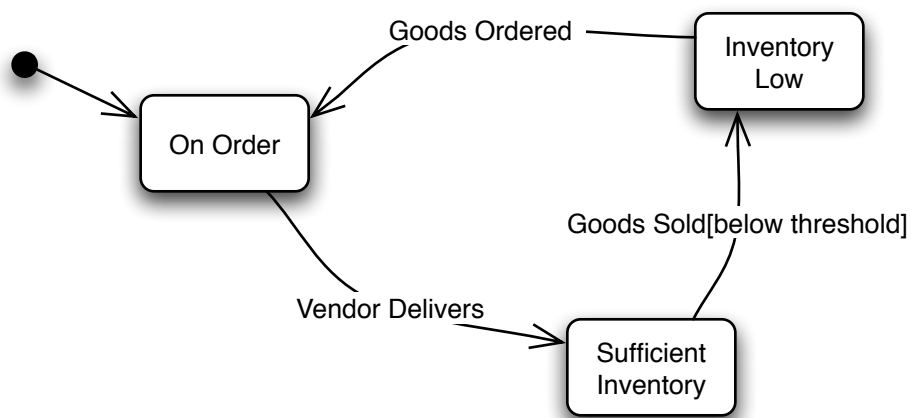 Goods Ordered
Inventory
Low
On Order
Goods Sold[below threshold]
Vendor Delivers
Sufficient
Inventory